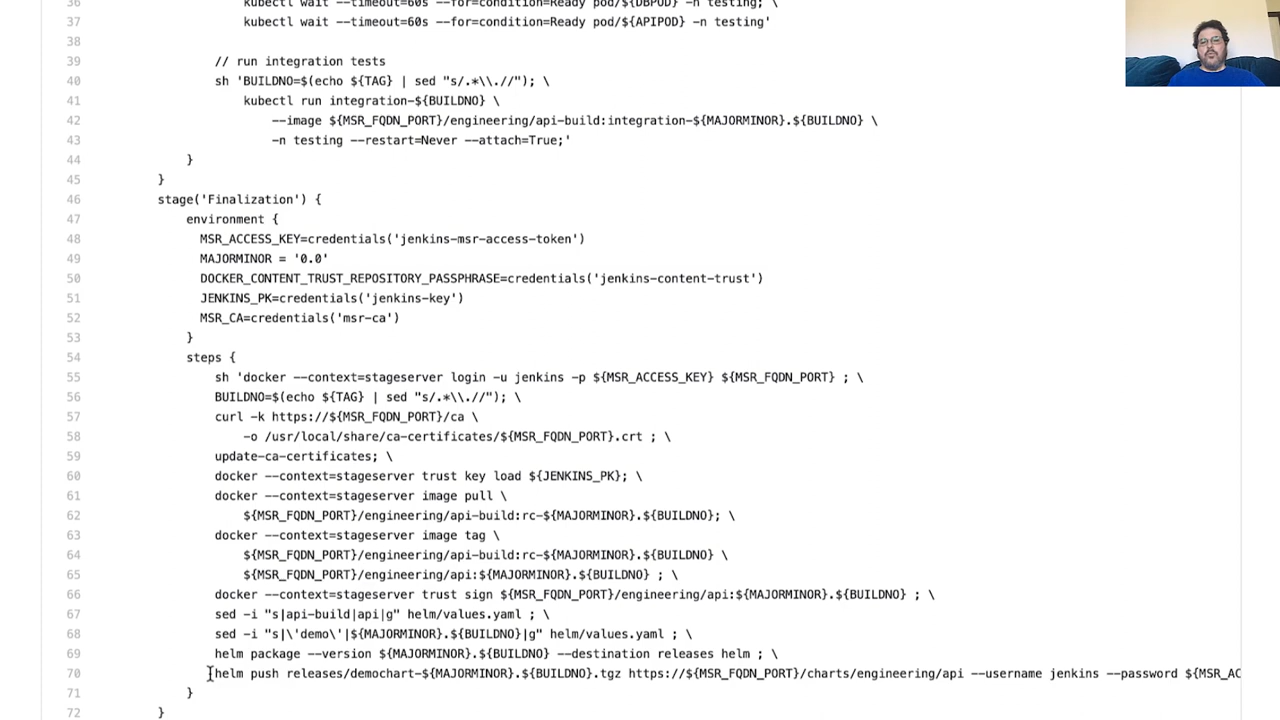 36 kubectl wait --timeout=60s --for=condition=Ready pod/${DBPOD} -n testing; \
37 kubectl wait --timeout=60s --for=condition=Ready pod/${APIPOD} -n testing'
38
39 // run integration tests
40 sh 'BUILDNO=$(echo ${TAG} | sed "s/.*\\.//"); \
41 kubectl run integration-${BUILDNO} \
42 --image ${MSR_FQDN_PORT}/engineering/api-build:integration-${MAJORMINOR}.${BUILDNO} \
43 -n testing --restart=Never --attach=True;'
44 }
45 }
46 stage('Finalization') {
47 environment {
48 MSR_ACCESS_KEY=credentials('jenkins-msr-access-token')
49 MAJORMINOR = '0.0'
50 DOCKER_CONTENT_TRUST_REPOSITORY_PASSPHRASE=credentials('jenkins-content-trust')
51 JENKINS_PK=credentials('jenkins-key')
52 MSR_CA=credentials('msr-ca')
53 }
54 steps {
55 sh 'docker --context=stageserver login -u jenkins -p ${MSR_ACCESS_KEY} ${MSR_FQDN_PORT} ; \
56 BUILDNO=$(echo ${TAG} | sed "s/.*\\.//"); \
57 curl -k https://${MSR_FQDN_PORT}/ca \
58 -o /usr/local/share/ca-certificates/${MSR_FQDN_PORT}.crt ; \
59 update-ca-certificates; \
60 docker --context=stageserver trust key load ${JENKINS_PK}; \
61 docker --context=stageserver image pull \
62 ${MSR_FQDN_PORT}/engineering/api-build:rc-${MAJORMINOR}.${BUILDNO}; \
63 docker --context=stageserver image tag \
64 ${MSR_FQDN_PORT}/engineering/api-build:rc-${MAJORMINOR}.${BUILDNO} \
65 ${MSR_FQDN_PORT}/engineering/api:${MAJORMINOR}.${BUILDNO} ; \
66 docker --context=stageserver trust sign ${MSR_FQDN_PORT}/engineering/api:${MAJORMINOR}.${BUILDNO} ; \
67 sed -i "s|api-build|api|g" helm/values.yaml ; \
68 sed -i "s|\'demo\'|${MAJORMINOR}.${BUILDNO}|g" helm/values.yaml ; \
69 helm package --version ${MAJORMINOR}.${BUILDNO} --destination releases helm ; \
70 helm push releases/demochart-${MAJORMINOR}.${BUILDNO}.tgz https://${MSR_FQDN_PORT}/charts/engineering/api --username jenkins --password ${MSR_AC
71 }
72 }